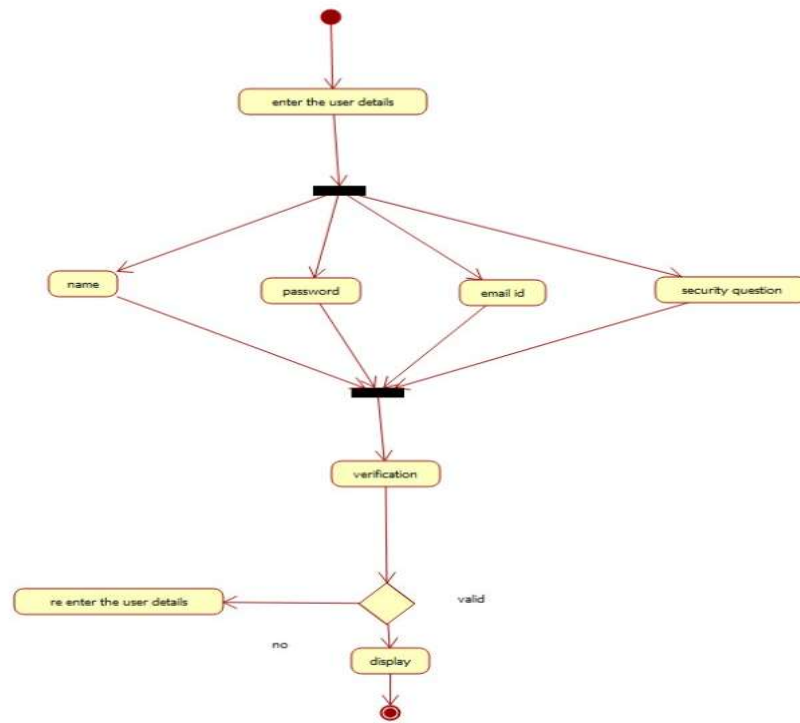 enter the user details
name
password
email id
security question
verification
re enter the user details
valid
no
display